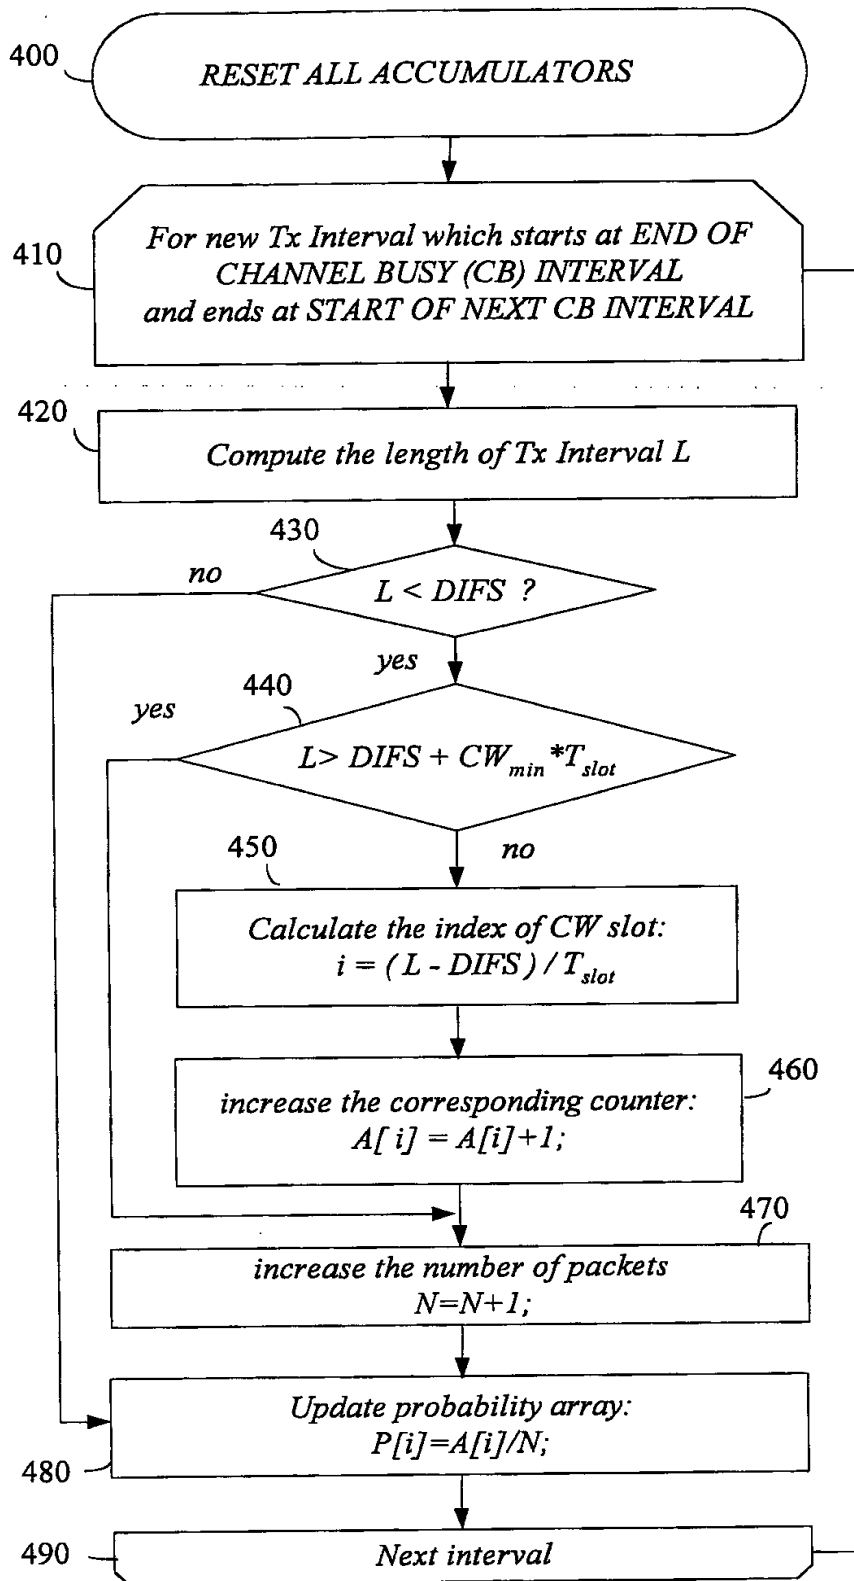 400
RESET ALL ACCUMULATORS
410
For new Tx Interval which starts at END OF
CHANNEL BUSY (CB) INTERVAL
and ends at START OF NEXT CB INTERVAL
420
Compute the length of Tx Interval L
430
no
L < DIFS ?
yes
440
yes
L> DIFS + CWmin*Tslot
no
450
Calculate the index of CW slot:
i = (L - DIFS) / Tslot
460
increase the corresponding counter:
A[ i] = A[i]+1;
470
increase the number of packets
N=N+1;
Update probability array:
P[i]=A[i]/N;
480
490
Next interval